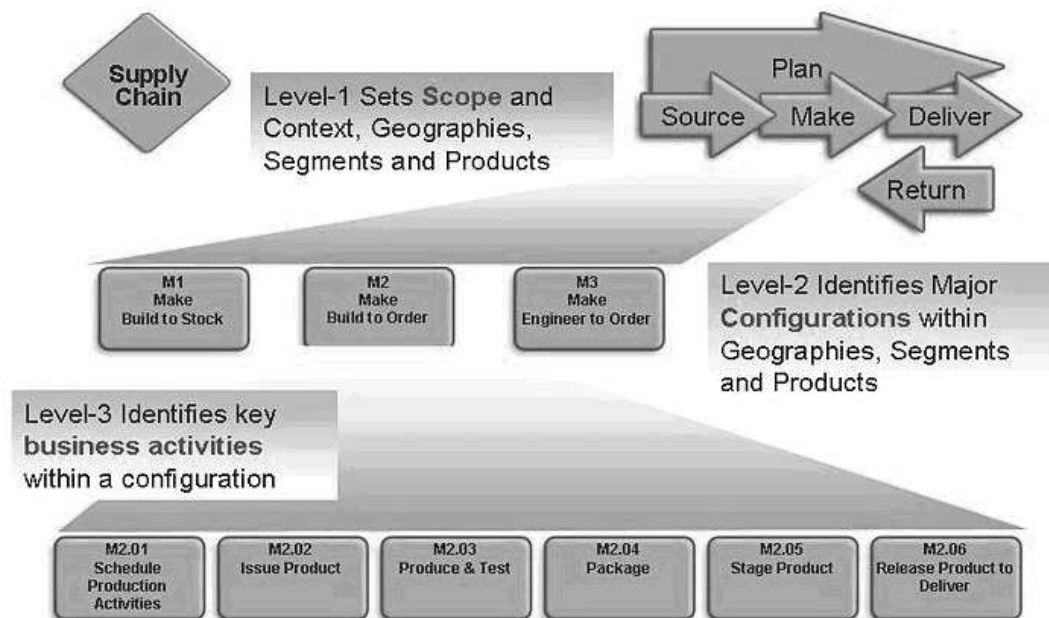 Supply
Chain
Level-1 Sets Scope and
Context, Geographies,
Segments and Products
Plan
Source
Make
Deliver
Return
M1
Make
Build to Stock
M2
Make
Build to Order
M3
Make
Engineer to Order
Level-2 Identifies Major
Configurations within
Geographies, Segments
and Products
Level-3 Identifies key
business activities
within a configuration
M2.01
Schedule
Production
Activities
M2.02
Issue Product
M2.03
Produce & Test
M2.04
Package
M2.05
Stage Product
M2.06
Release Product to
Deliver